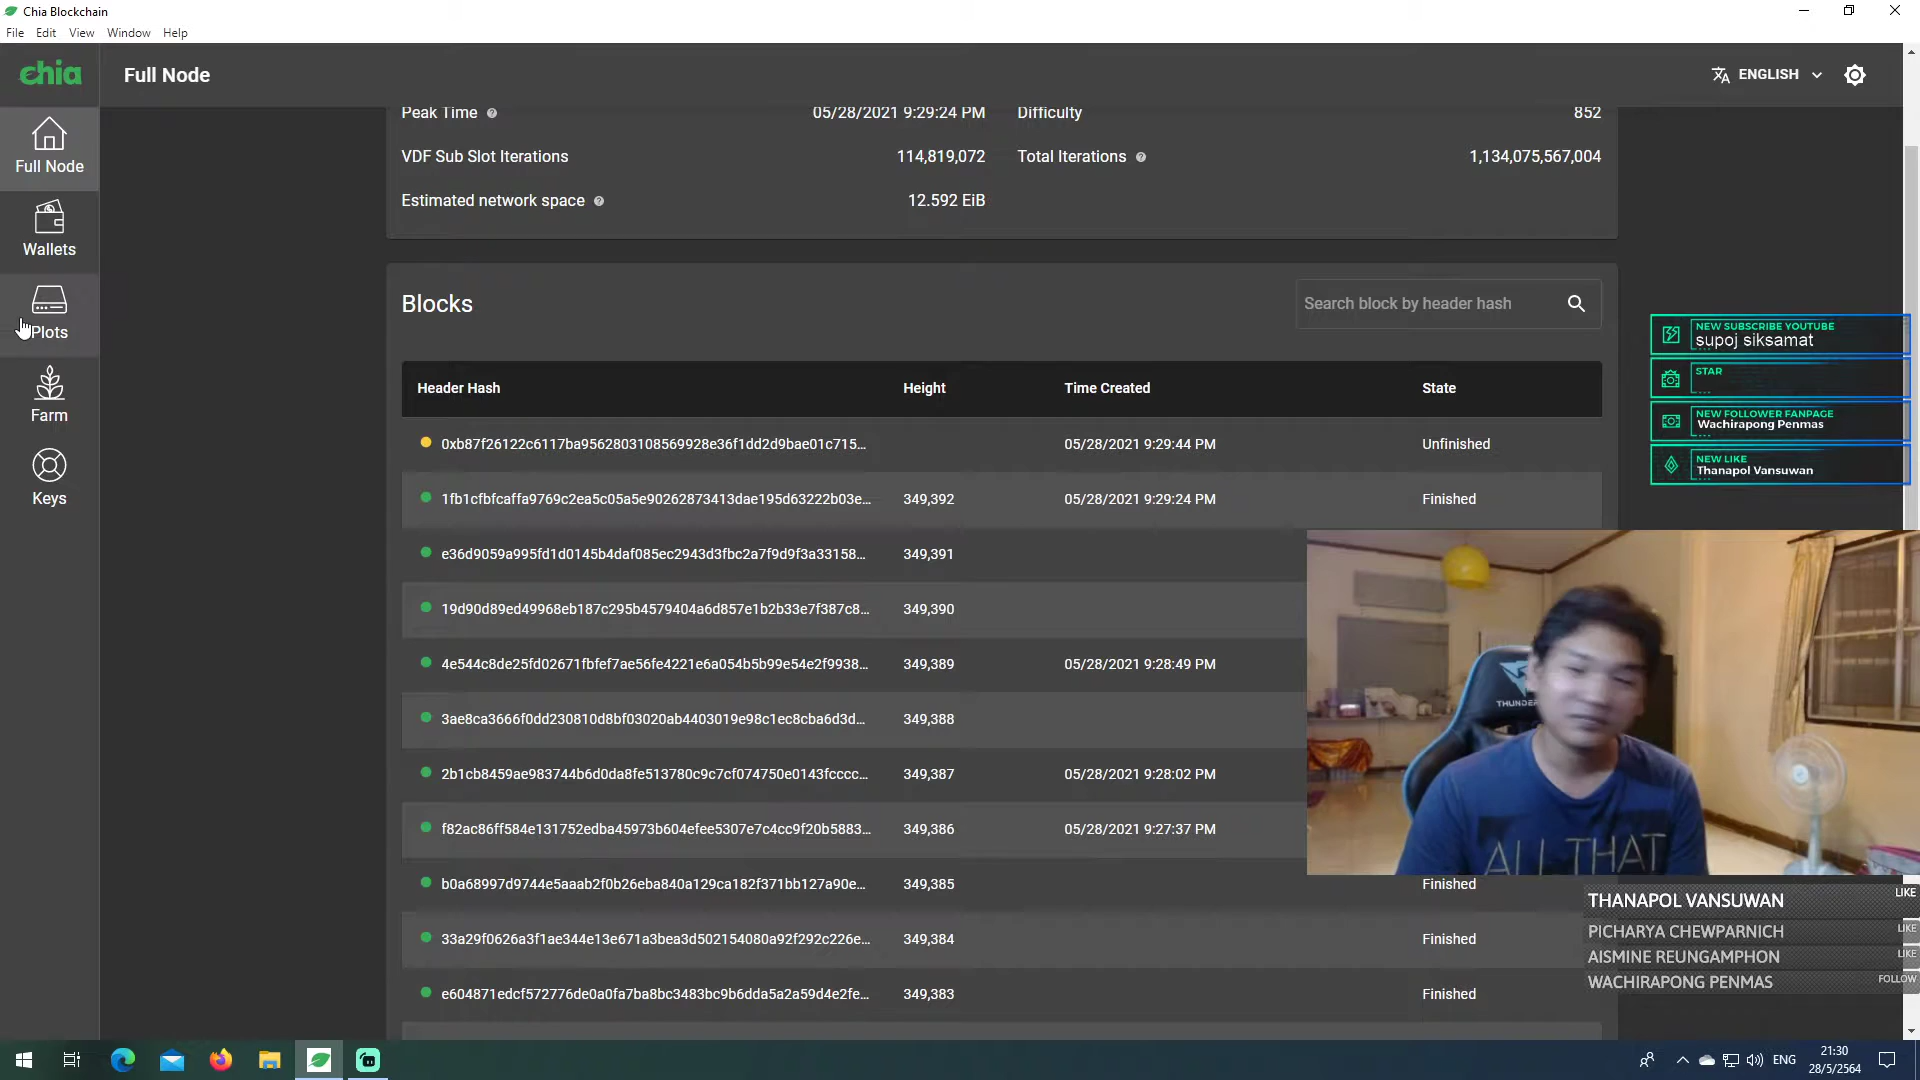 Chia Blockchain
File Edit View Window Help
chia
Full Node
ENGLISH
Full Node
Wallets
Plots
Farm
Keys
Peak Time 05/28/2021 9:29:24 PM Difficulty 852
VDF Sub Slot Iterations 114,819,072 Total Iterations 1,134,075,567,004
Estimated network space 12.592 EiB
Blocks
Search block by header hash
Header Hash Height Time Created State
0xb87f26122c6117ba9562803108569928e36f1dd2d9bae01c715... 05/28/2021 9:29:44 PM Unfinished
1fb1cfbfcaffa9769c2ea5c05a5e90262873413dae195d63222b03e... 349,392 05/28/2021 9:29:24 PM Finished
e36d9059a995fd1d0145b4daf085ec2943d3fbc2a7f9d9f3a33158... 349,391
19d90d89ed49968eb187c295b4579404a6d857e1b2b33e7f387c8... 349,390
4e544c8de25fd02671fbfef7ae56fe4221e6a054b5b99e54e2f9938... 349,389 05/28/2021 9:28:49 PM
3ae8ca3666f0dd230810d8bf03020ab4403019e98c1ec8cba6d3d... 349,388
2b1cb8459ae983744b6d0da8fe513780c9c7cf074750e0143fcccc... 349,387 05/28/2021 9:28:02 PM
f82ac86ff584e131752edba45973b604efee5307e7c4cc9f20b5883... 349,386 05/28/2021 9:27:37 PM
b0a68997d9744e5aaab2f0b26eba840a129ca182f371bb127a90e... 349,385 Finished
33a29f0626a3f1ae344e13e671a3bea3d502154080a92f292c226e... 349,384 Finished
e604871edcf572776de0a0fa7ba8bc3483bc9b6dda5a2a59d4e2fe... 349,383 Finished
NEW SUBSCRIBE YOUTUBE
supoj siksamat
STAR
NEW FOLLOWER FANPAGE
Wachirapong Penmas
NEW LIKE
Thanapol Vansuwan
THUNDER
ALL THAT
THANAPOL VANSUWAN LIKE
PICHARYA CHEWPARNICH LIKE
AISMINE REUNGAMPHON LIKE
WACHIRAPONG PENMAS FOLLOW
ENG
21:30
28/5/2564